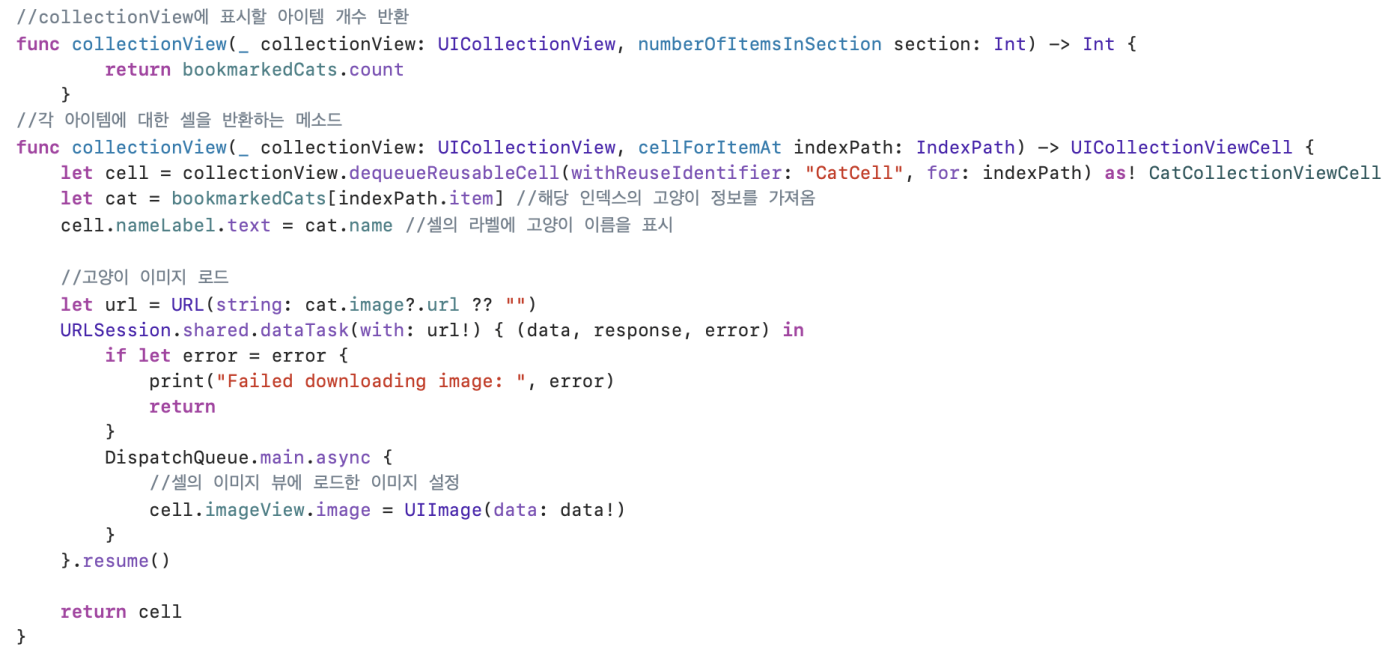 //collectionView에 표시할 아이템 개수 반환
func collectionView(_ collectionView: UICollectionView, numberOfItemsInSection section: Int) -> Int {
        return bookmarkedCats.count
    }
//각 아이템에 대한 셀을 반환하는 메소드
func collectionView(_ collectionView: UICollectionView, cellForItemAt indexPath: IndexPath) -> UICollectionViewCell {
    let cell = collectionView.dequeueReusableCell(withReuseIdentifier: "CatCell", for: indexPath) as! CatCollectionViewCell
    let cat = bookmarkedCats[indexPath.item] //해당 인덱스의 고양이 정보를 가져옴
    cell.nameLabel.text = cat.name //셀의 라벨에 고양이 이름을 표시
    //고양이 이미지 로드
    let url = URL(string: cat.image?.url ?? "")
    URLSession.shared.dataTask(with: url!) { (data, response, error) in
        if let error = error {
            print("Failed downloading image: ", error)
            return
        }
        DispatchQueue.main.async {
            //셀의 이미지 뷰에 로드한 이미지 설정
            cell.imageView.image = UIImage(data: data!)
        }
    }.resume()
    return cell
}